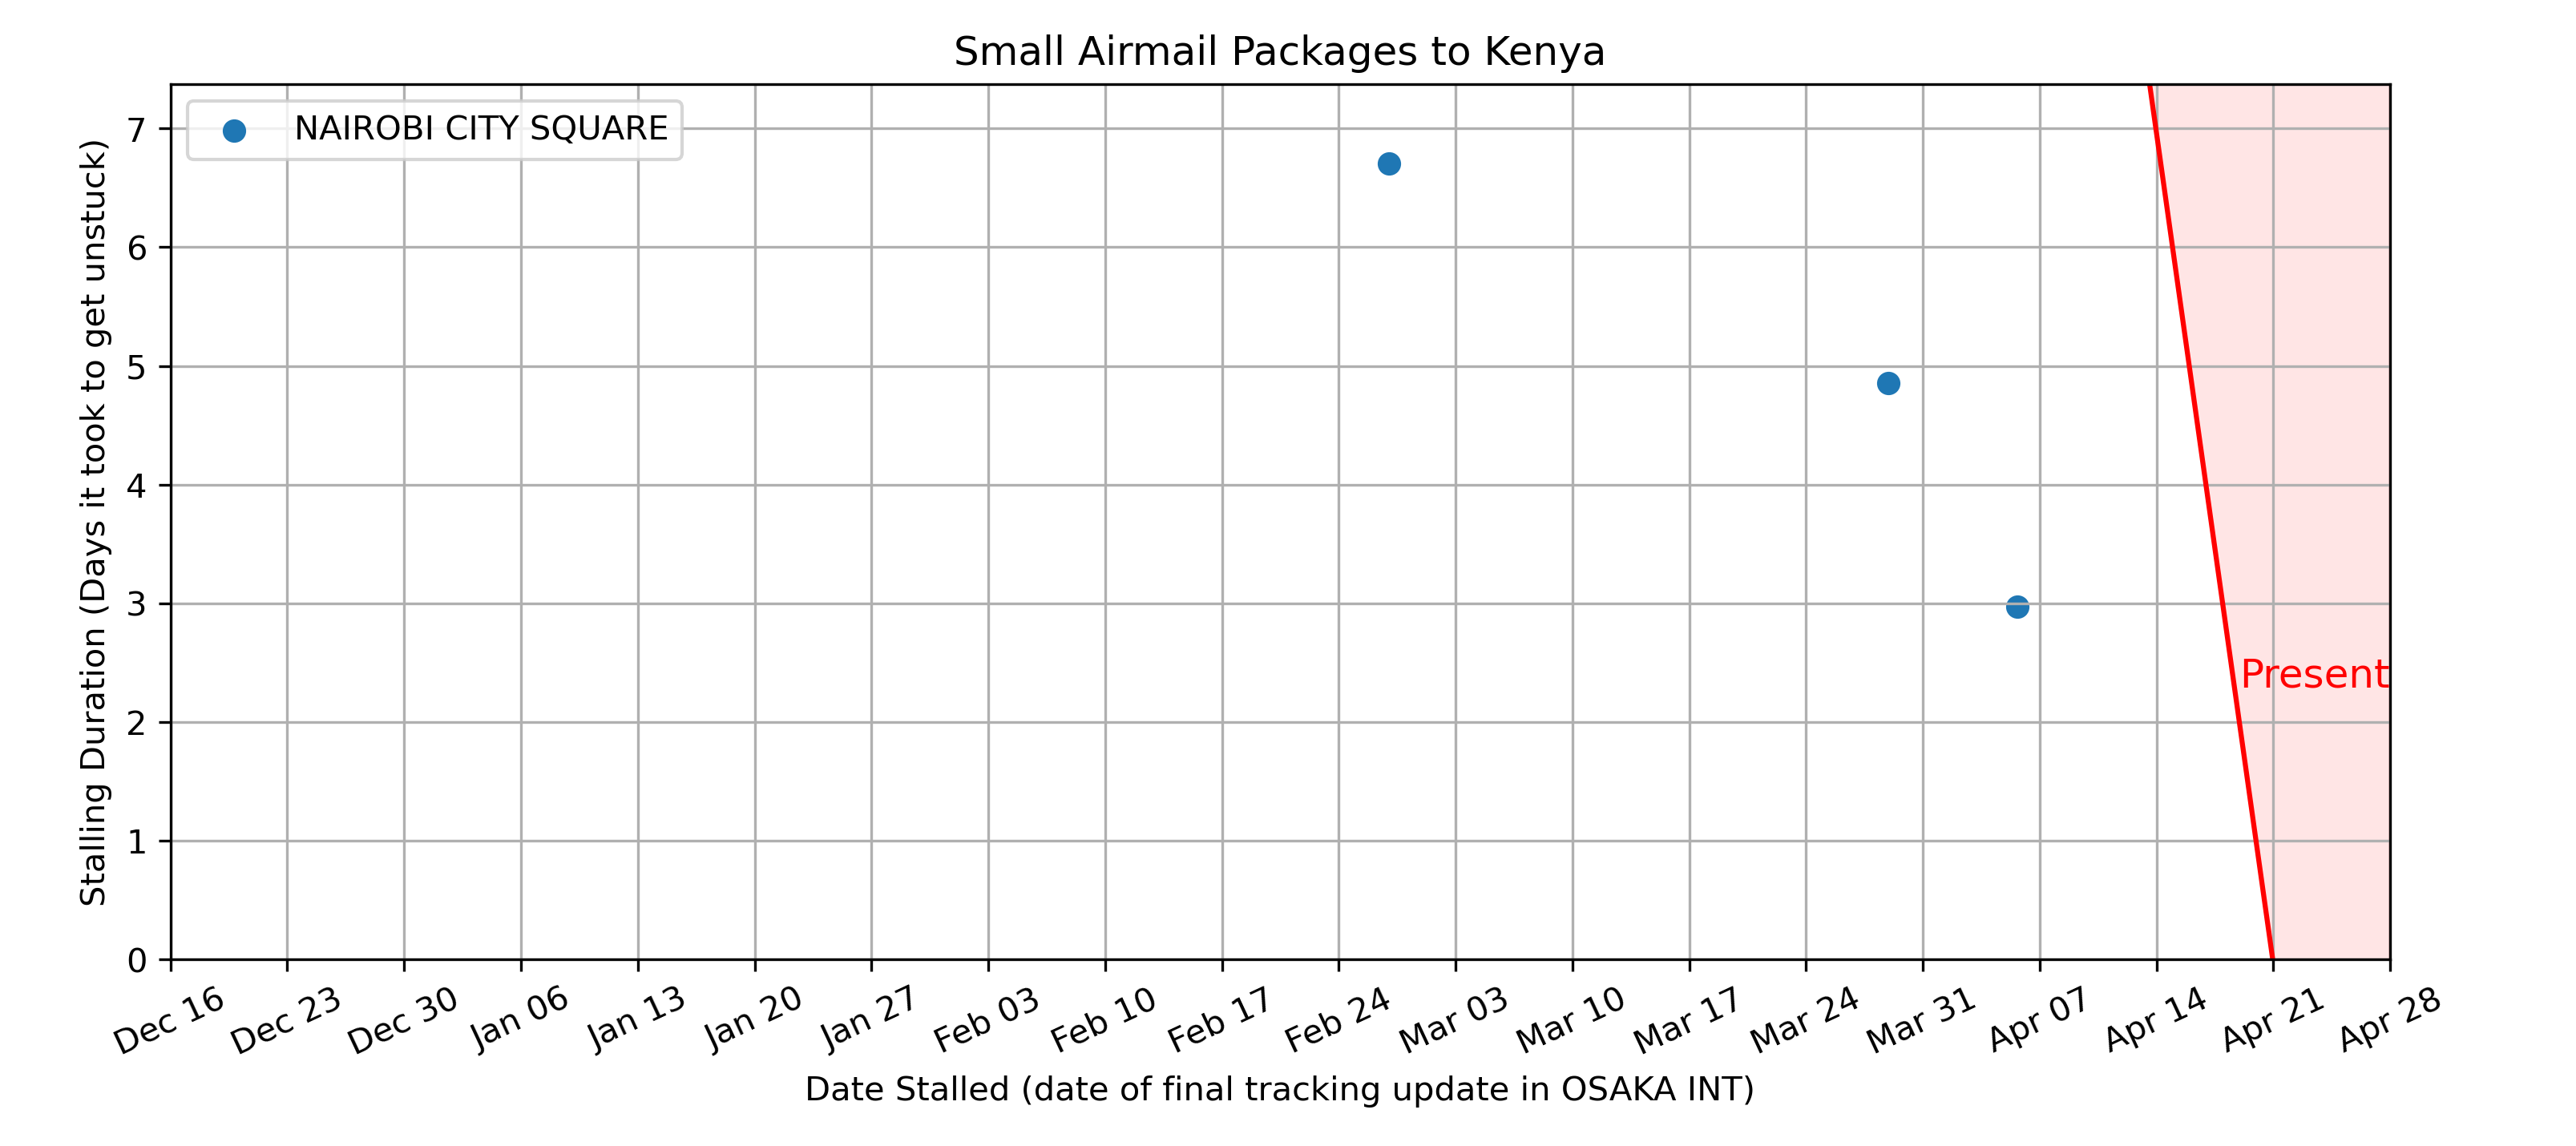 Small Airmail Packages to Kenya
NAIROBI CITY SQUARE
Stalling Duration (Days it took to get unstuck)
7
6
5
4
3
2
1
0
Present
Dec 16
Dec 23
Dec 30
Jan 06
Jan 13
Jan 20
Jan 27
Feb 03
Feb 10
Feb 17
Feb 24
Mar 03
Mar 10
Mar 17
Mar 24
Mar 31
Apr 07
Apr 14
Apr 21
Apr 28
Date Stalled (date of final tracking update in OSAKA INT)